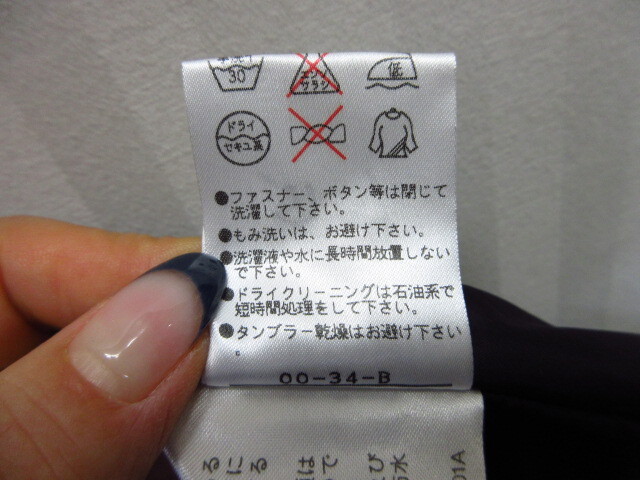 手洗イ
30
エンソ
サラシ
低
ドライ
セキユ系
●ファスナー、ボタン等は閉じて
洗濯して下さい。
●もみ洗いは、お避け下さい。
●洗濯液や水に長時間放置しない
で下さい。
●ドライクリーニングは石油系で
短時間処理をして下さい。
●タンブラー乾燥はお避け下さい
。
00-34-B
01A